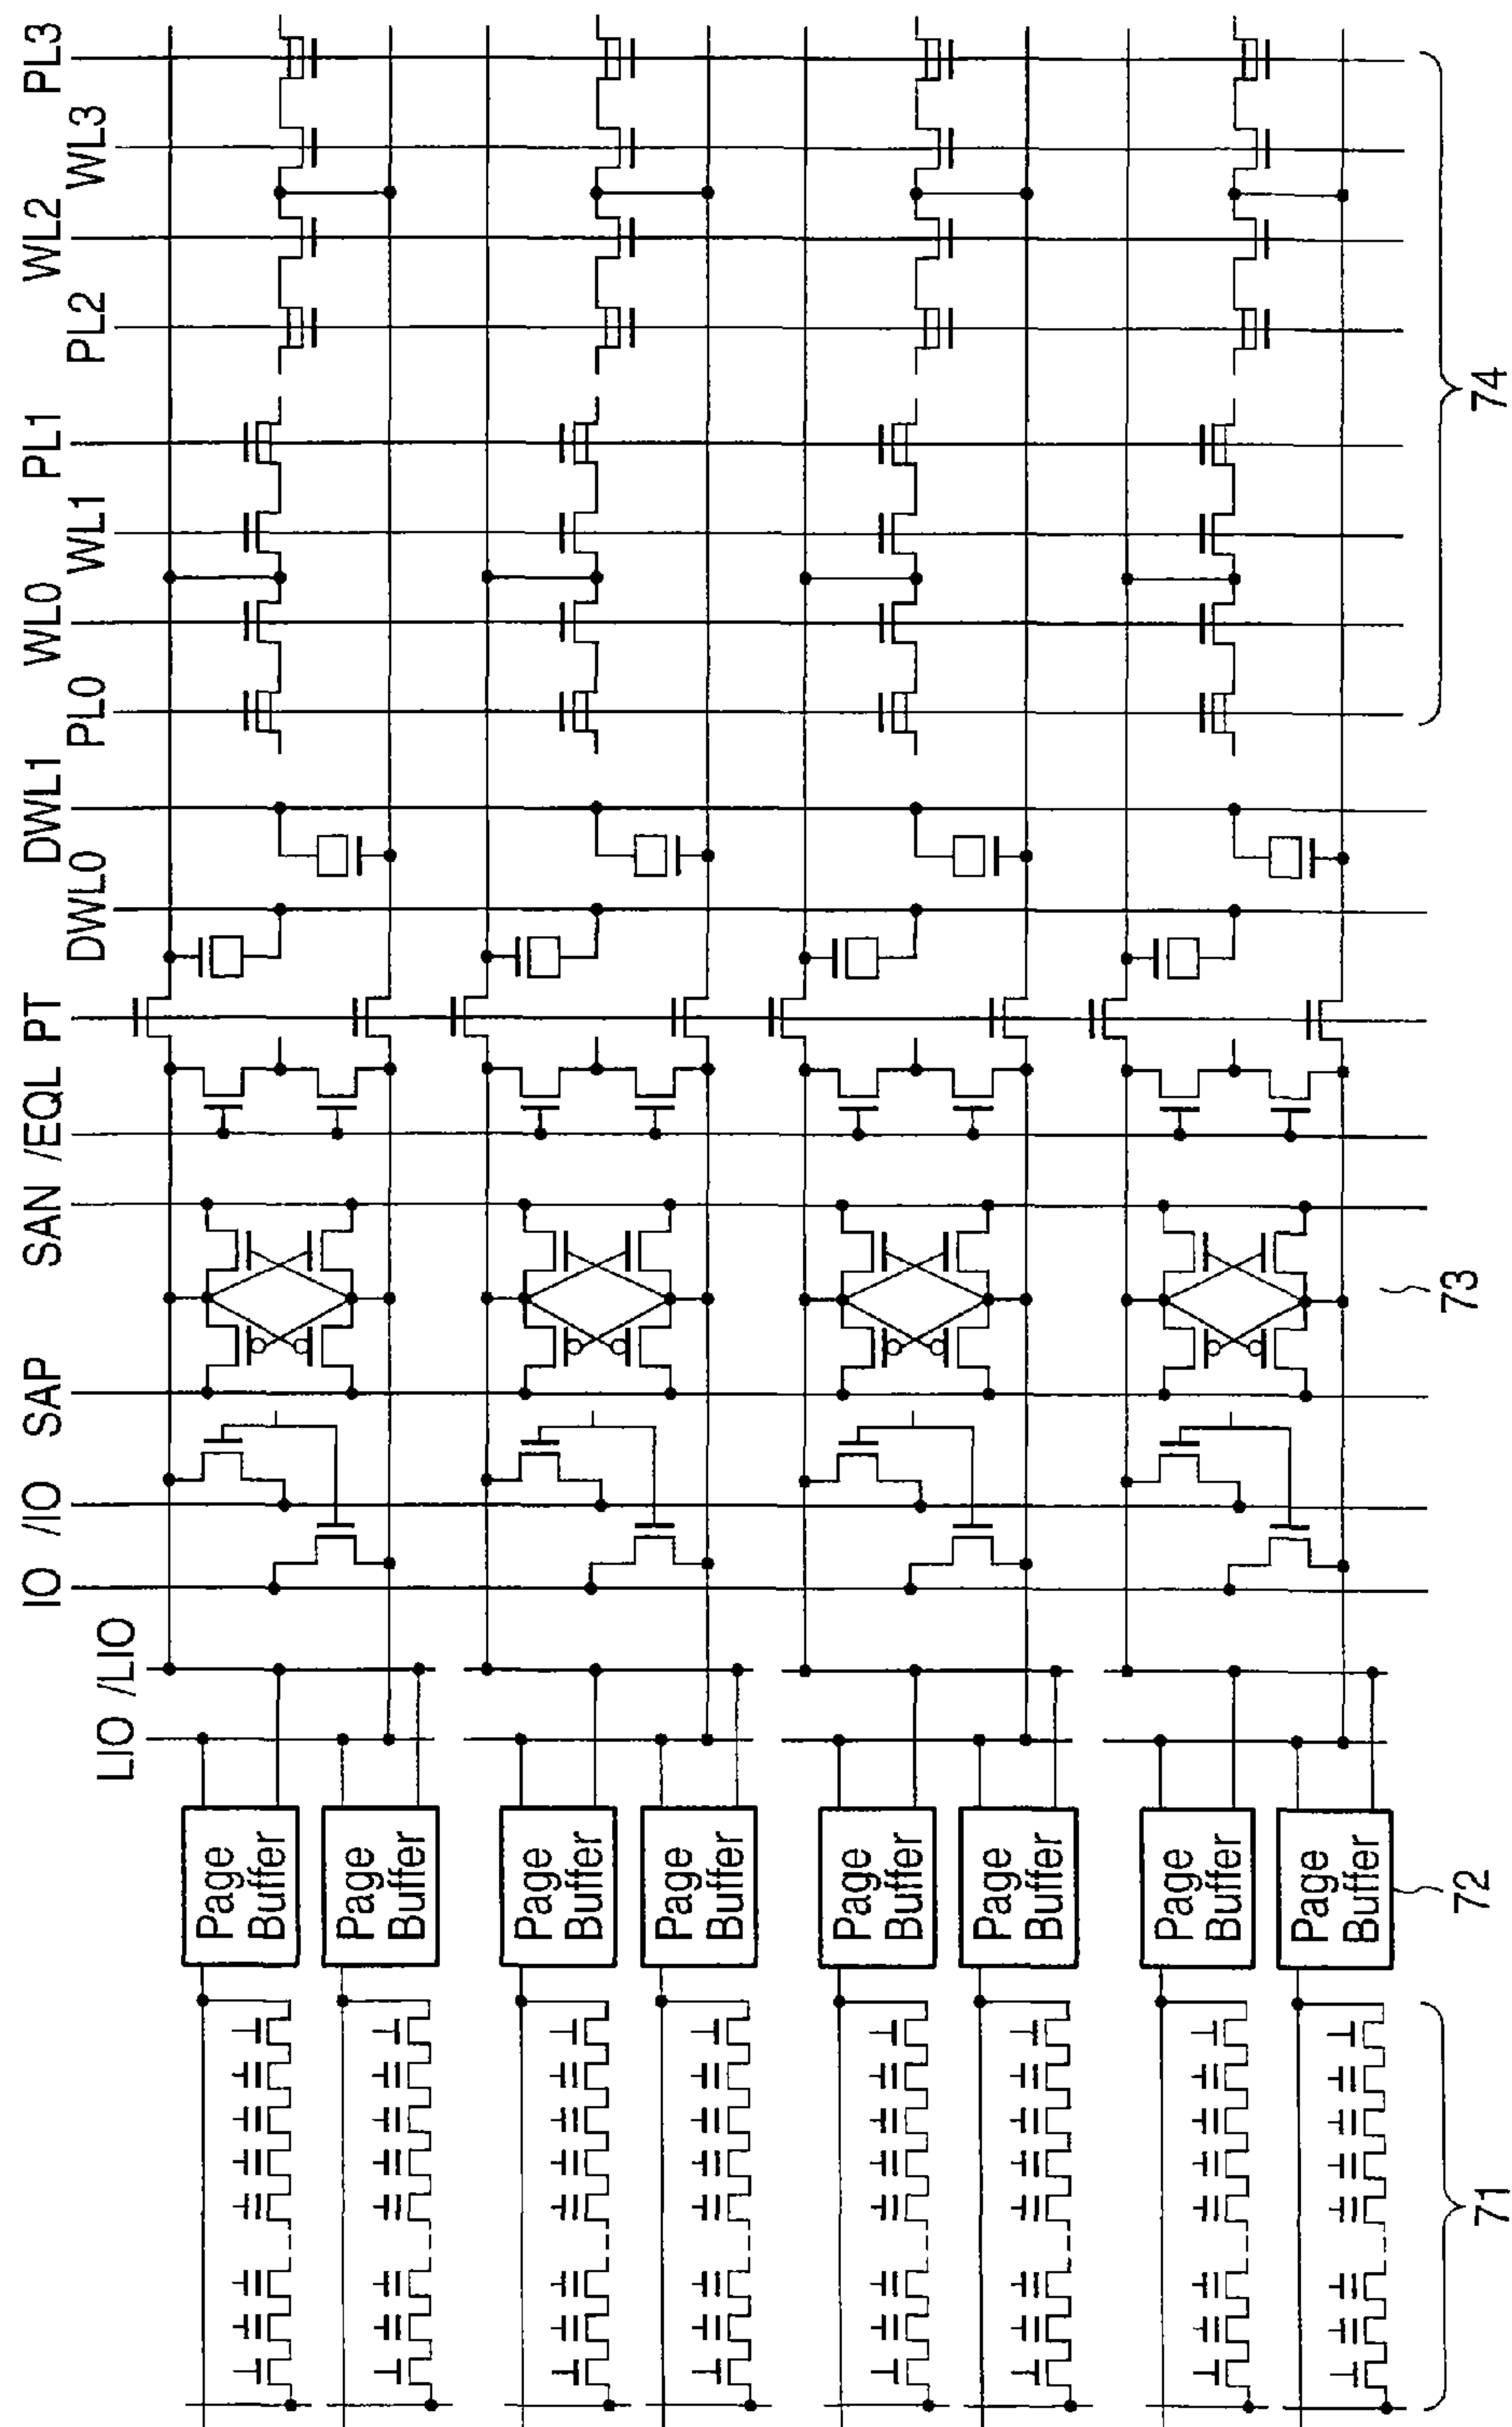 LIO /LIO
IO /IO
SAP
SAN /EQL PT
DWL0
DWL1
PL0
WL0
WL1
PL1
PL2
WL2
WL3
PL3
Page
Buffer
Page
Buffer
Page
Buffer
Page
Buffer
Page
Buffer
Page
Buffer
Page
Buffer
Page
Buffer
71
72
73
74